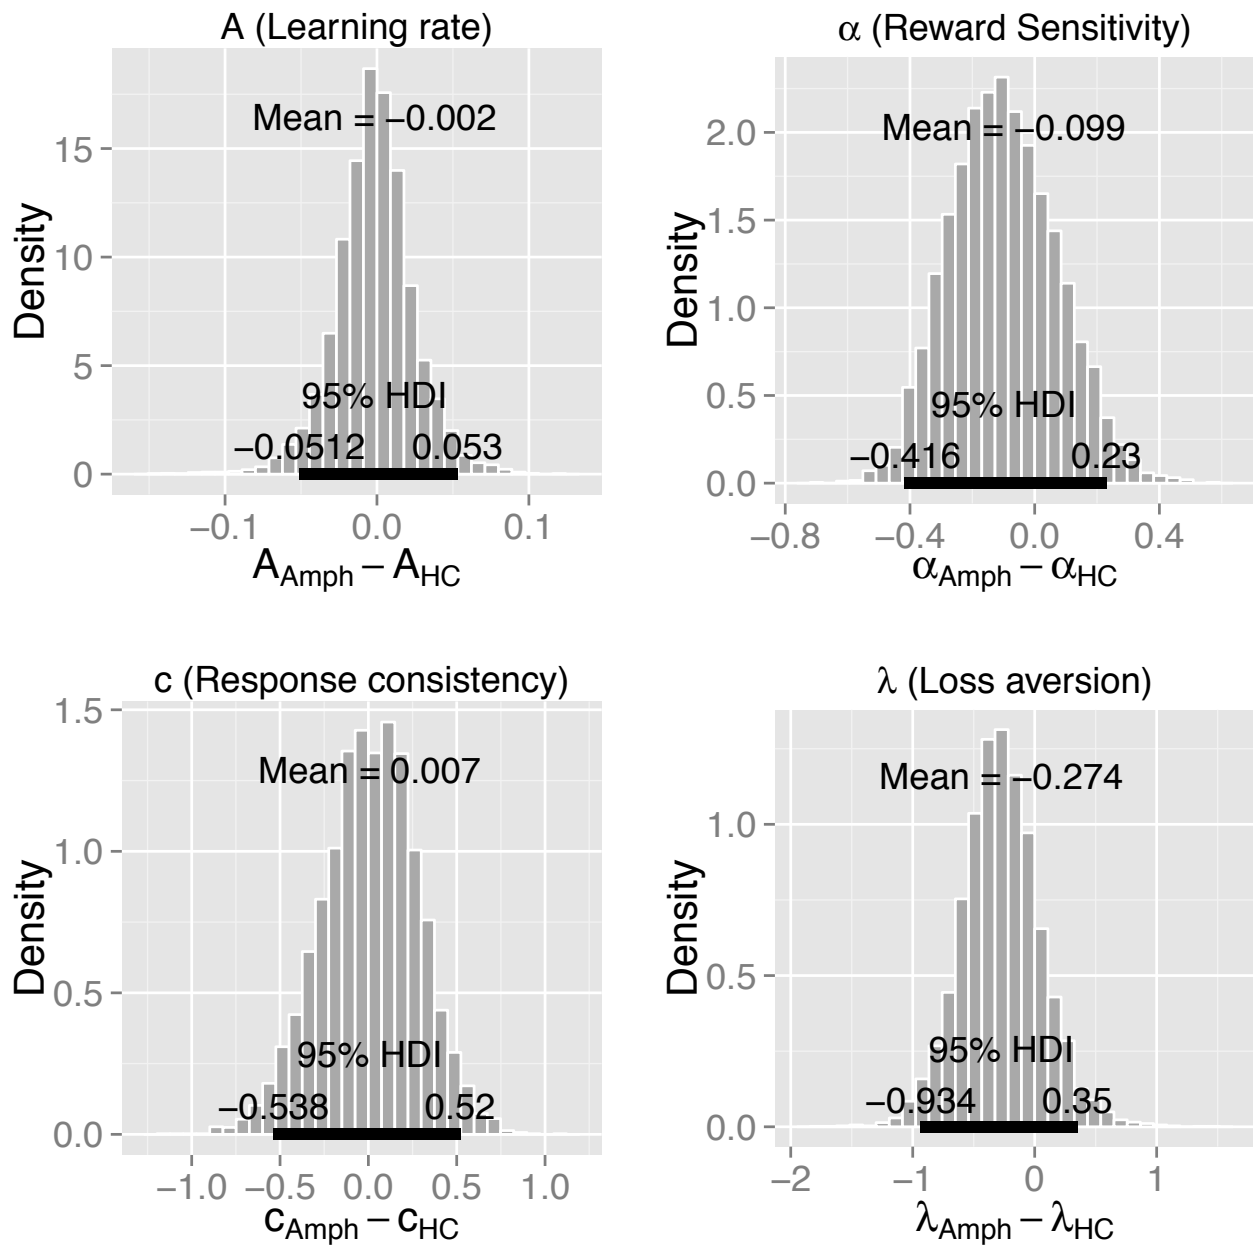 A (Learning rate)
Mean = −0.002
95% HDI
−0.0512 0.053
Density
15
10
5
0
−0.1 0.0 0.1
A_Amph − A_HC
α (Reward Sensitivity)
Mean = −0.099
95% HDI
−0.416 0.23
Density
2.0
1.5
1.0
0.5
0.0
−0.8 −0.4 0.0 0.4
α_Amph − α_HC
c (Response consistency)
Mean = 0.007
95% HDI
−0.538 0.52
Density
1.5
1.0
0.5
0.0
−1.0 −0.5 0.0 0.5 1.0
c_Amph − c_HC
λ (Loss aversion)
Mean = −0.274
95% HDI
−0.934 0.35
Density
1.0
0.5
0.0
−2 −1 0 1
λ_Amph − λ_HC